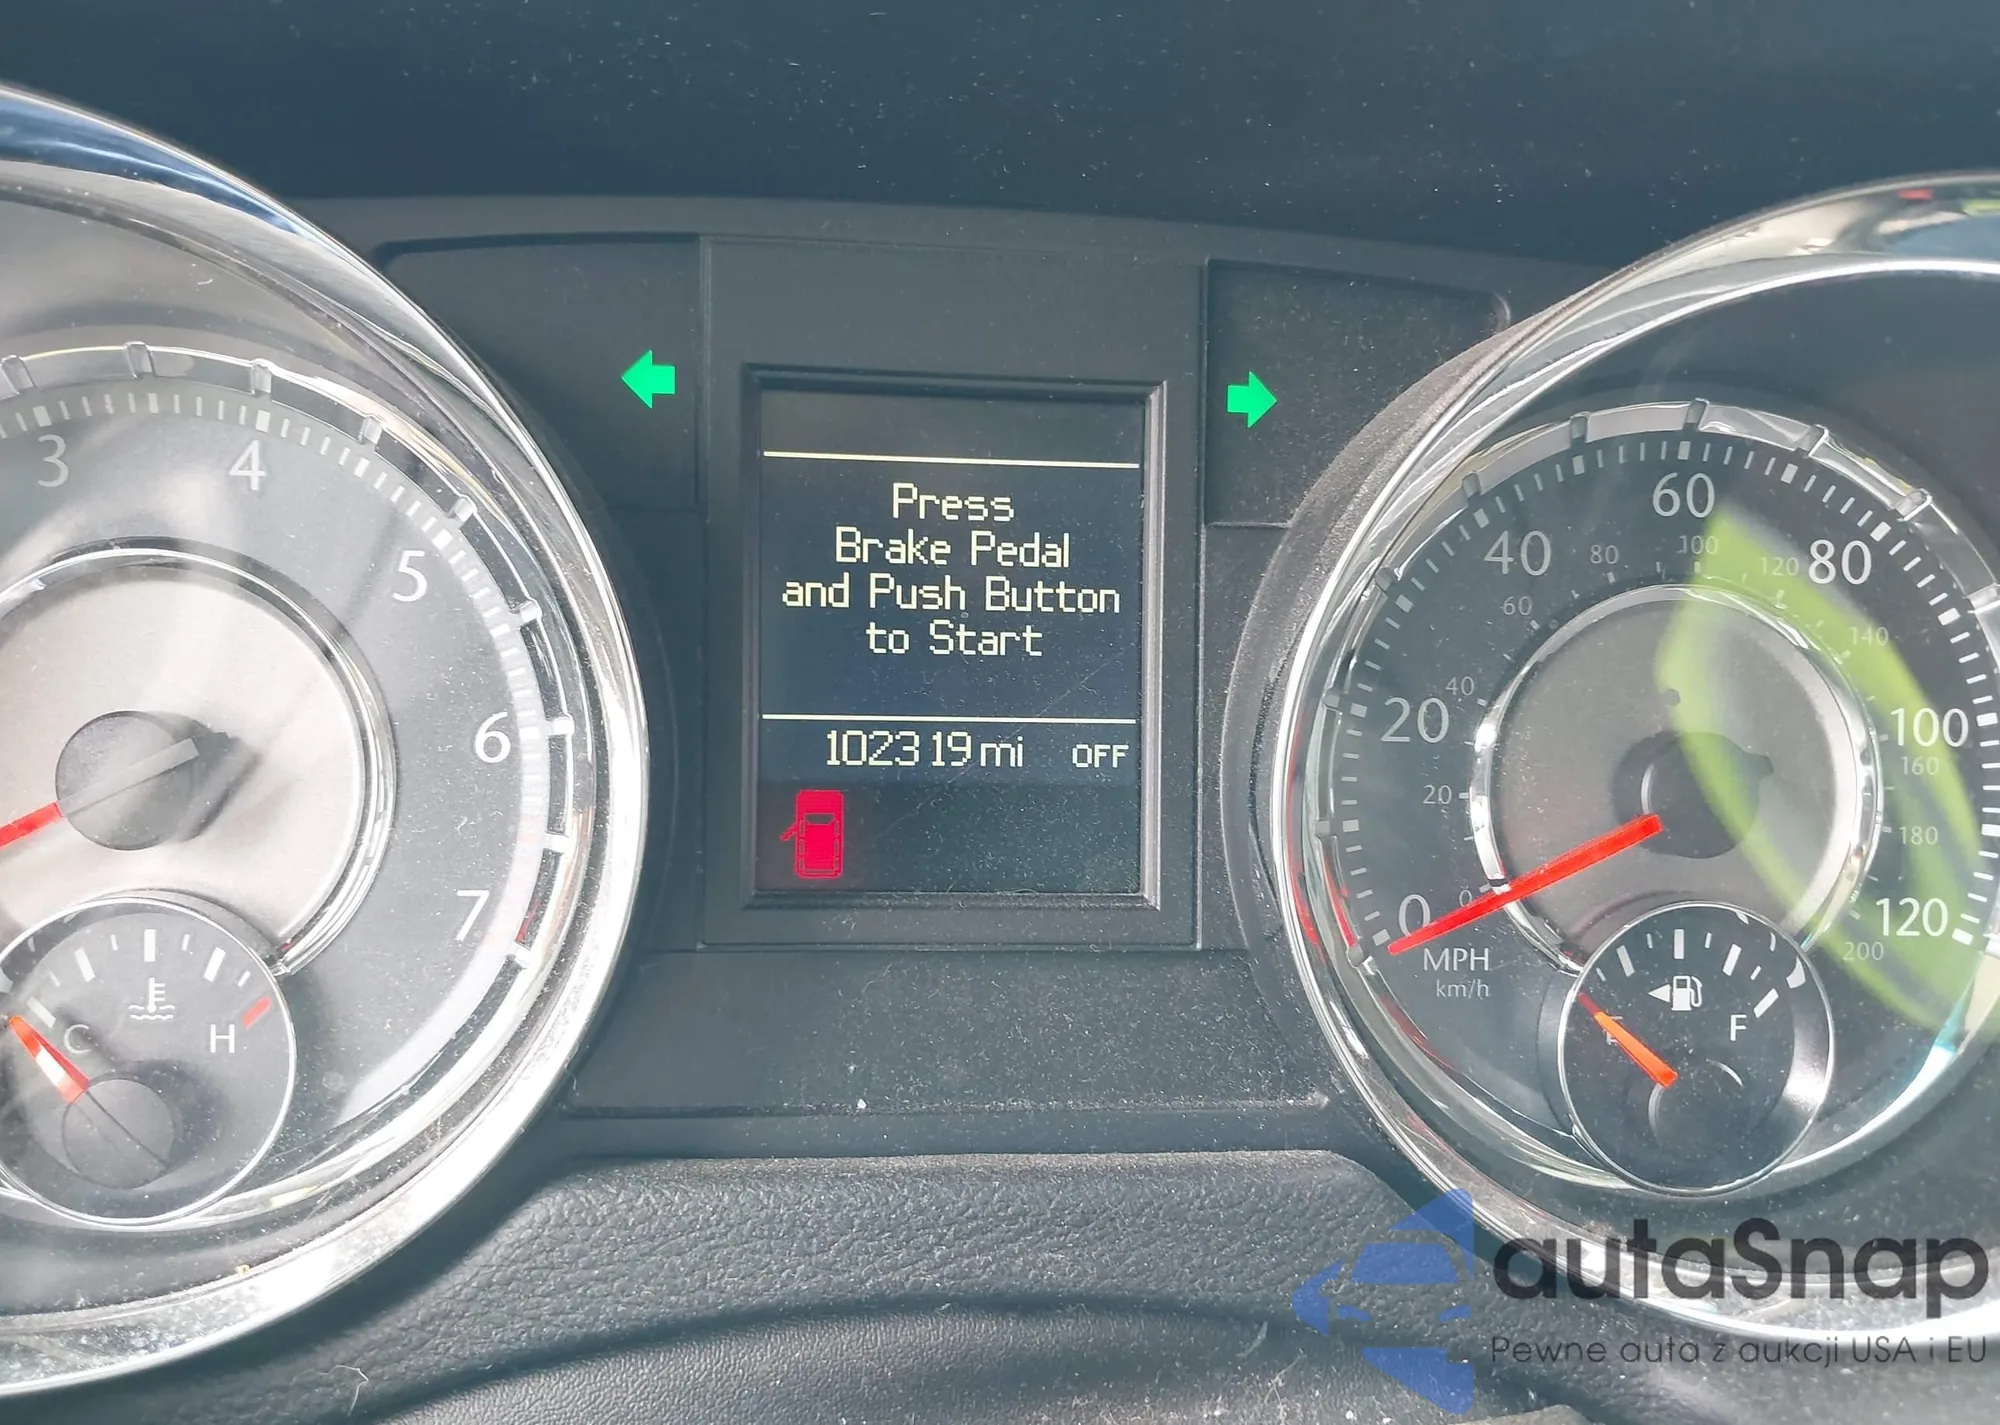 Press
Brake Pedal
and Push Button
to Start
102319 mi OFF
3
4
5
6
7
C H
0
20
40
60
80
100
120
MPH
km/h
0
20
40
60
80
100
120
140
160
180
200
E F
autaSnap
Pewne auta z aukcji USA i EU